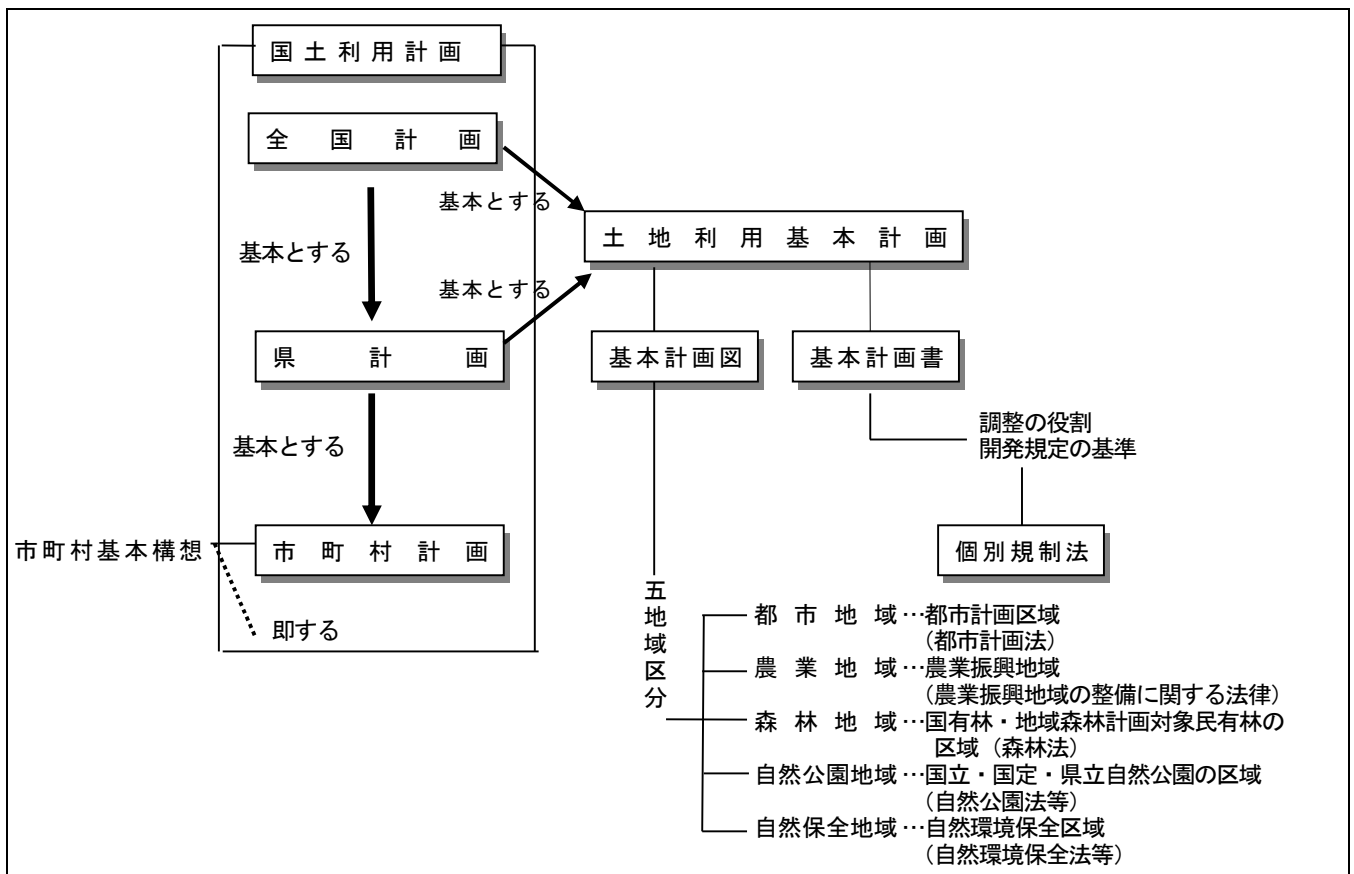 国土利用計画
全国計画
基本とする
土地利用基本計画
基本とする
基本とする
県計画
基本計画図
基本計画書
調整の役割
開発規定の基準
基本とする
市町村基本構想
市町村計画
個別規制法
即する
五地域区分
都市地域…都市計画区域
(都市計画法)
農業地域…農業振興地域
(農業振興地域の整備に関する法律)
森林地域…国有林・地域森林計画対象民有林の
区域(森林法)
自然公園地域…国立・国定・県立自然公園の区域
(自然公園法等)
自然保全地域…自然環境保全区域
(自然環境保全法等)